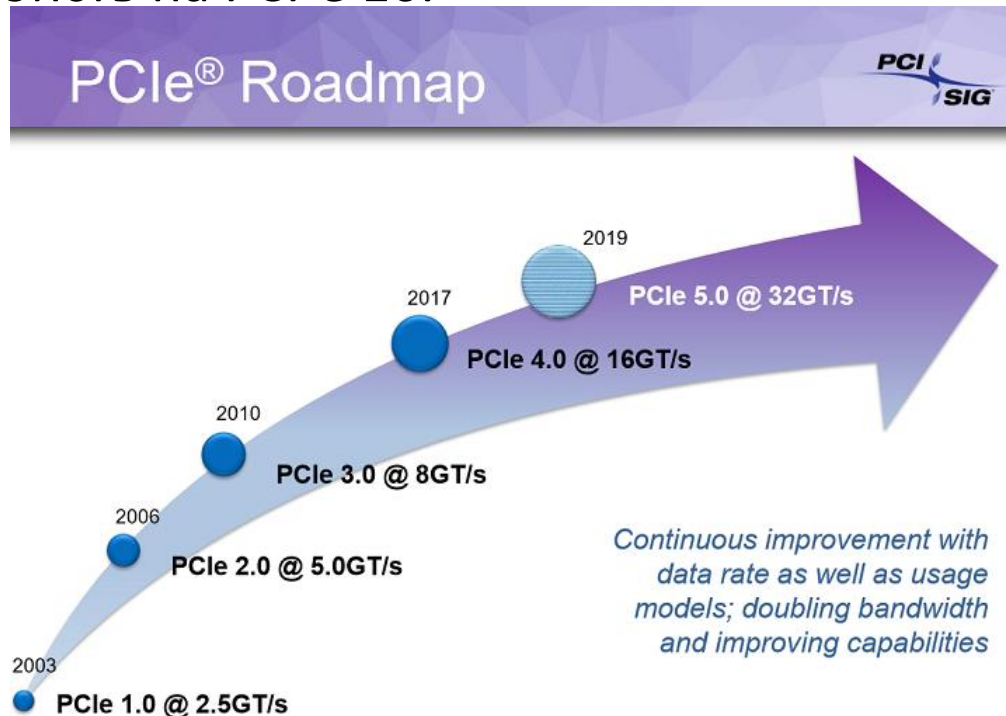 PCIe® Roadmap
PCI
SIG
2019
PCIe 5.0 @ 32GT/s
2017
PCIe 4.0 @ 16GT/s
2010
PCIe 3.0 @ 8GT/s
2006
PCIe 2.0 @ 5.0GT/s
Continuous improvement with
data rate as well as usage
models; doubling bandwidth
and improving capabilities
2003
PCIe 1.0 @ 2.5GT/s